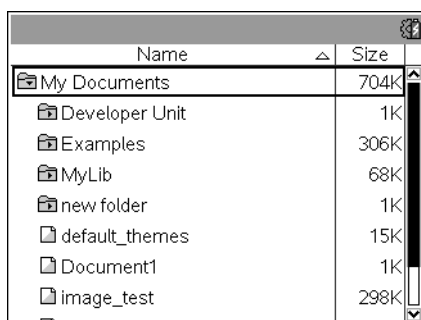 Name Size
My Documents 704K
Developer Unit 1K
Examples 306K
MyLib 68K
new folder 1K
default_themes 15K
Document1 1K
image_test 298K